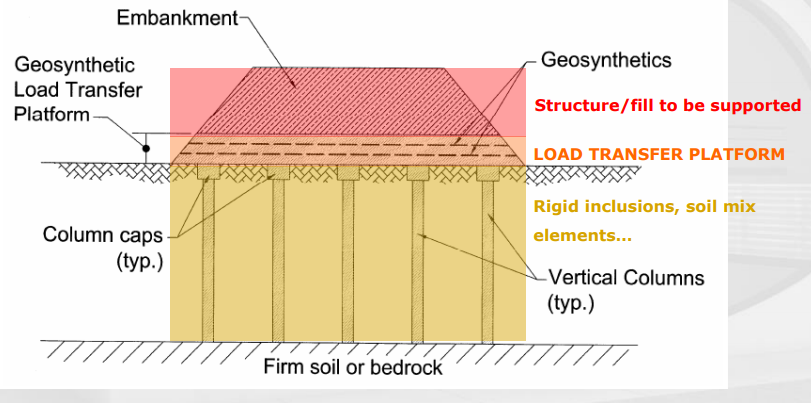 Embankment
Geosynthetic
Load Transfer
Platform
Geosynthetics
Structure/fill to be supported
LOAD TRANSFER PLATFORM
Rigid inclusions, soil mix
elements...
Column caps
(typ.)
Vertical Columns
(typ.)
Firm soil or bedrock